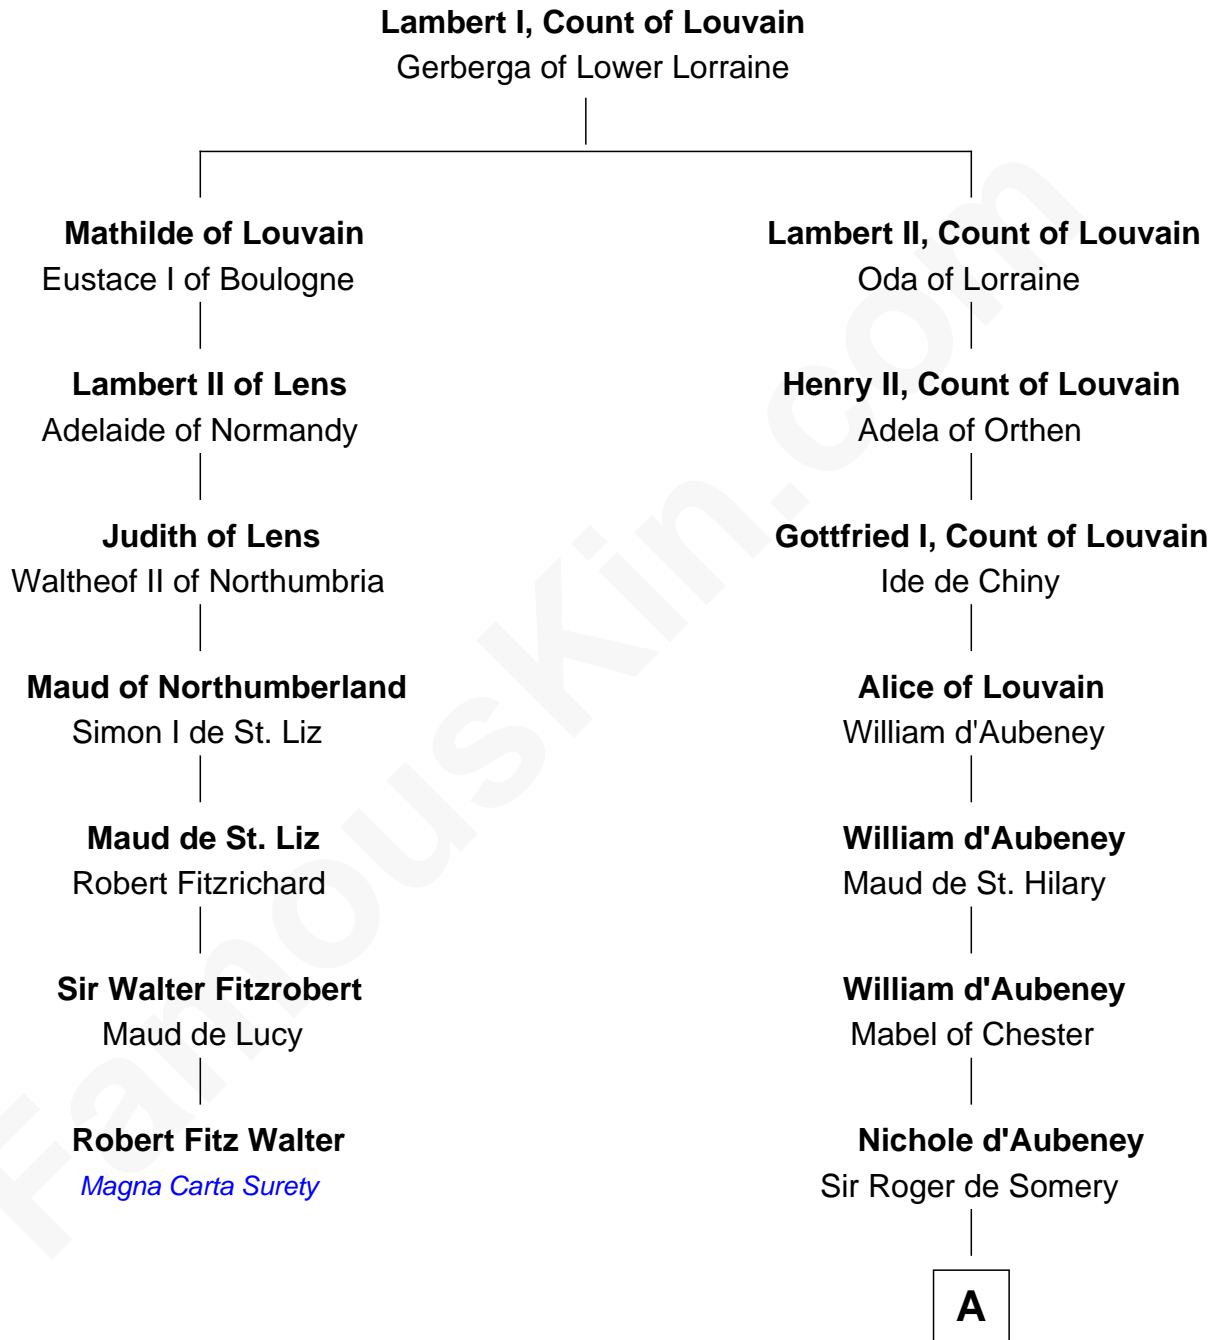 Lambert I, Count of Louvain
Gerberga of Lower Lorraine
Mathilde of Louvain
Eustace I of Boulogne
Lambert II, Count of Louvain
Oda of Lorraine
Lambert II of Lens
Adelaide of Normandy
Henry II, Count of Louvain
Adela of Orthen
Judith of Lens
Waltheof II of Northumbria
Gottfried I, Count of Louvain
Ide de Chiny
Maud of Northumberland
Simon I de St. Liz
Alice of Louvain
William d'Aubeney
Maud de St. Liz
Robert Fitzrichard
William d'Aubeney
Maud de St. Hilary
Sir Walter Fitzrobert
Maud de Lucy
William d'Aubeney
Mabel of Chester
Robert Fitz Walter
Magna Carta Surety
Nichole d'Aubeney
Sir Roger de Somery
A
FamousKin.com